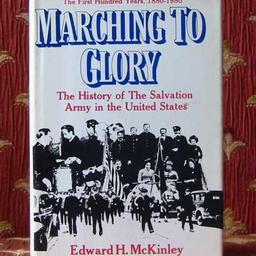 The First Hundred Years, 1880-1980
MARCHING TO
GLORY
The History of The Salvation
Army in the United States
Edward H. McKinley